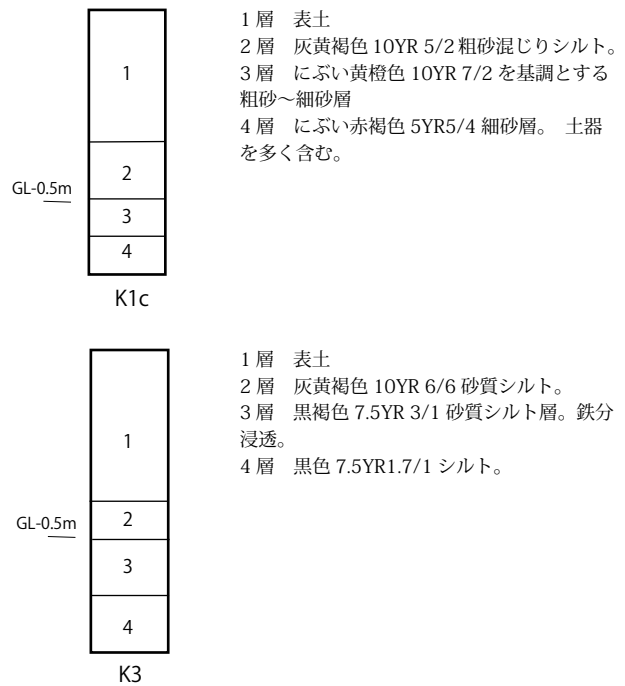 1層　表土
2層　灰黄褐色 10YR 5/2 粗砂混じりシルト。
3層　にぶい黄橙色 10YR 7/2 を基調とする
粗砂〜細砂層
4層　にぶい赤褐色 5YR5/4 細砂層。　土器
を多く含む。
1
2
GL-0.5m
3
4
K1c
1層　表土
2層　灰黄褐色 10YR 6/6 砂質シルト。
3層　黒褐色 7.5YR 3/1 砂質シルト層。鉄分
浸透。
4層　黒色 7.5YR1.7/1 シルト。
1
2
GL-0.5m
3
4
K3